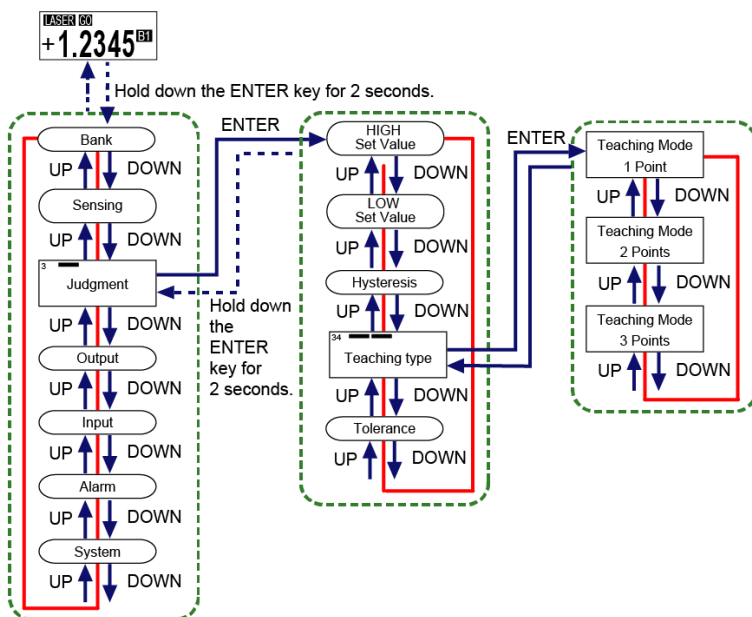 LASER GO
+1.2345 B1
Hold down the ENTER key for 2 seconds.
Bank
UP DOWN
Sensing
UP DOWN
3
Judgment
UP DOWN
Output
UP DOWN
Input
UP DOWN
Alarm
UP DOWN
System
UP DOWN
ENTER
Hold down
the
ENTER
key for
2 seconds.
HIGH
Set Value
UP DOWN
LOW
Set Value
UP DOWN
Hysteresis
UP DOWN
34
Teaching type
UP DOWN
Tolerance
UP DOWN
ENTER
Teaching Mode
1 Point
UP DOWN
Teaching Mode
2 Points
UP DOWN
Teaching Mode
3 Points
UP DOWN